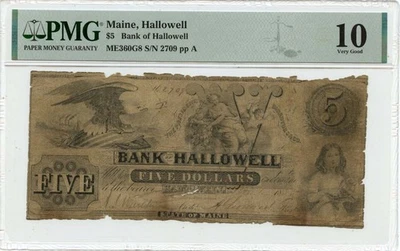 PMG
PAPER MONEY GUARANTY
Maine, Hallowell
$5 Bank of Hallowell
ME360G8 S/N 2709 pp A
10
Very Good
5
BANK HALLOWELL
FIVE
FIVE DOLLARS
STATE OF MAINE